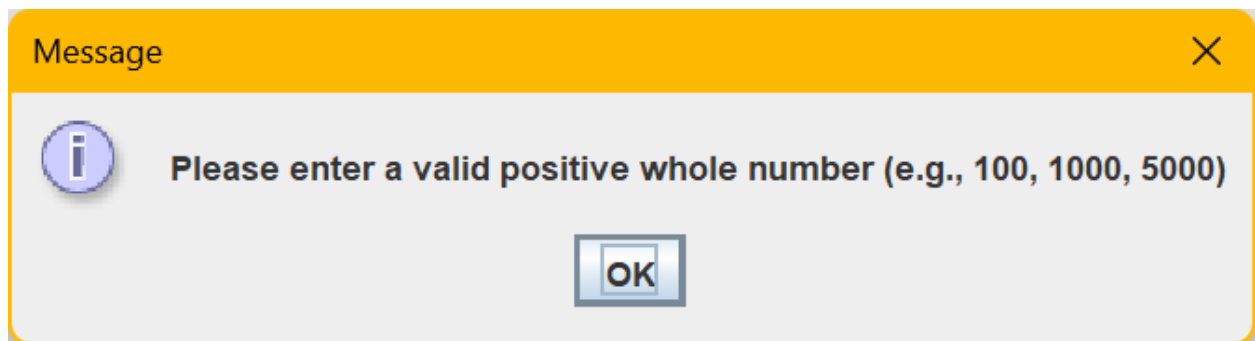 Message
Please enter a valid positive whole number (e.g., 100, 1000, 5000)
OK